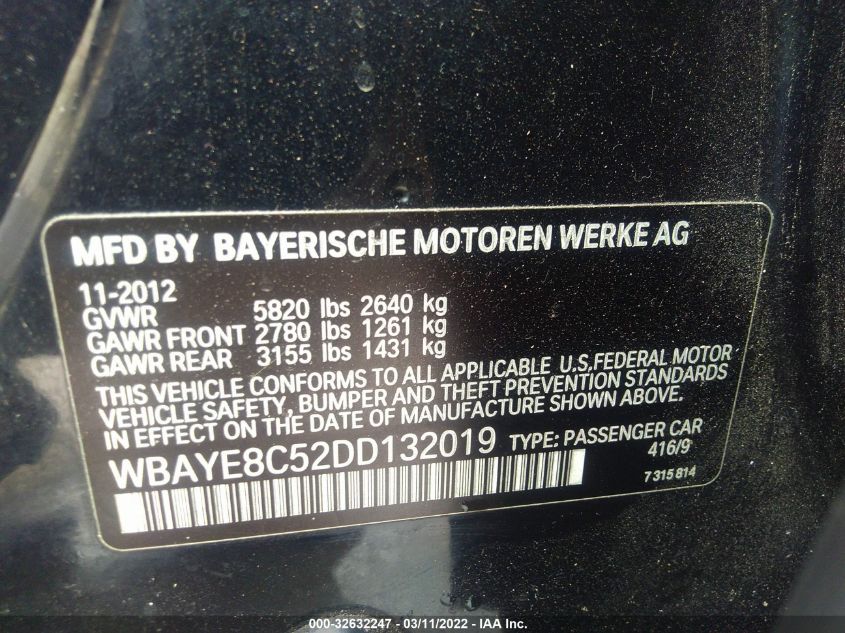 MFD BY BAYERISCHE MOTOREN WERKE AG
11-2012
GVWR 5820 lbs 2640 kg
GAWR FRONT 2780 lbs 1261 kg
GAWR REAR 3155 lbs 1431 kg
THIS VEHICLE CONFORMS TO ALL APPLICABLE U.S.FEDERAL MOTOR
VEHICLE SAFETY, BUMPER AND THEFT PREVENTION STANDARDS
IN EFFECT ON THE DATE OF MANUFACTURE SHOWN ABOVE.
WBAYE8C52DD132019 TYPE: PASSENGER CAR
416/9
7 315 814
000-32632247 - 03/11/2022 - IAA Inc.